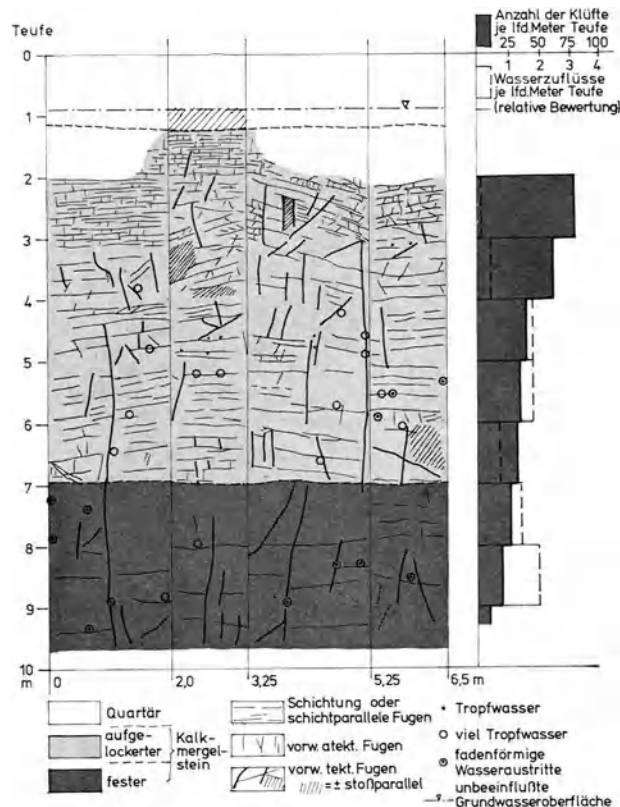 Teufe
Anzahl der Klüfte
je lfd. Meter Teufe
25 50 75 100
1 2 3 4
Wasserzuflüsse
je lfd. Meter Teufe
(relative Bewertung)
0
1
2
3
4
5
6
7
8
9
10
m
0 2,0 3,25 5,25 6,5 m
Quartär
aufge-
lockerter
fester
Kalk-
mergel-
stein
Schichtung oder
schichtparallele Fugen
vorw. atekt. Fugen
vorw. tekt. Fugen
= ± stoßparallel
Tropfwasser
viel Tropfwasser
fadenförmige
Wasseraustritte
unbeeinflußte
Grundwasseroberfläche